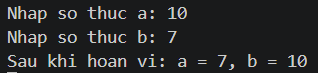 Nhap so thuc a: 10
Nhap so thuc b: 7
Sau khi hoan vi: a = 7, b = 10